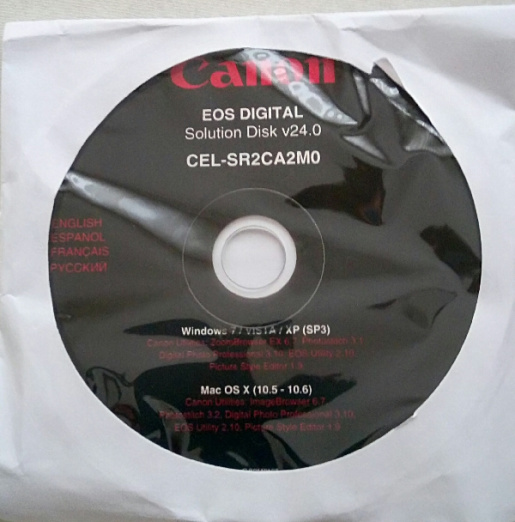 Canon
EOS DIGITAL
Solution Disk v24.0
CEL-SR2CA2M0
ENGLISH
ESPAÑOL
FRANÇAIS
РУССКИЙ
Windows 7 / VISTA / XP (SP3)
Canon Utilities: ZoomBrowser EX 6.7, PhotoStitch 3.1,
Digital Photo Professional 3.10, EOS Utility 2.10,
Picture Style Editor 1.9
Mac OS X (10.5 - 10.6)
Canon Utilities: ImageBrowser 6.7,
PhotoStitch 3.2, Digital Photo Professional 3.10,
EOS Utility 2.10, Picture Style Editor 1.9